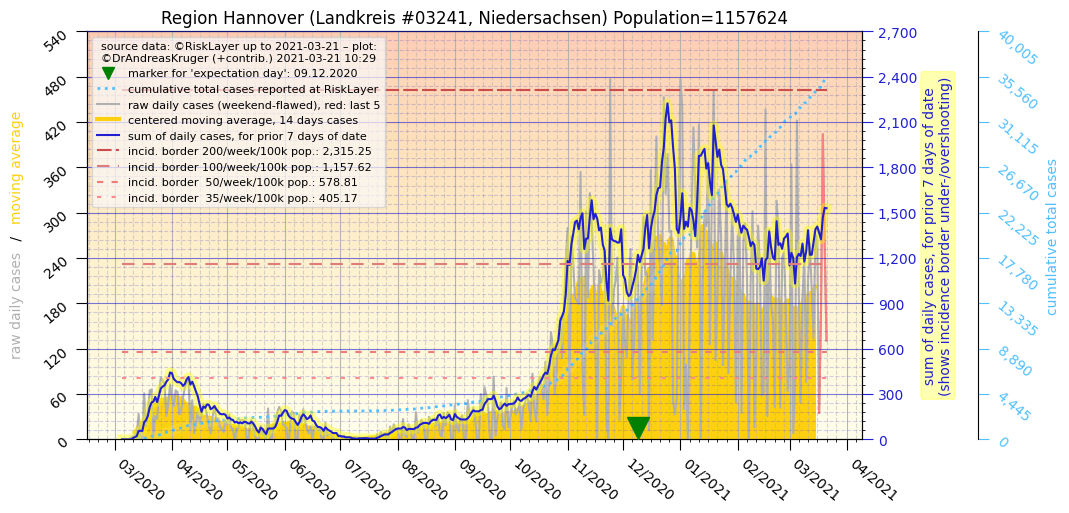 Region Hannover (Landkreis #03241, Niedersachsen) Population=1157624
source data: ©RiskLayer up to 2021-03-21 – plot:
©DrAndreasKruger (+contrib.) 2021-03-21 10:29
marker for 'expectation day': 09.12.2020
cumulative total cases reported at RiskLayer
raw daily cases (weekend-flawed), red: last 5
centered moving average, 14 days cases
sum of daily cases, for prior 7 days of date
incid. border 200/week/100k pop.: 2,315.25
incid. border 100/week/100k pop.: 1,157.62
incid. border 50/week/100k pop.: 578.81
incid. border 35/week/100k pop.: 405.17
raw daily cases / moving average
540
480
420
360
300
240
180
120
60
0
03/2020
04/2020
05/2020
06/2020
07/2020
08/2020
09/2020
10/2020
11/2020
12/2020
01/2021
02/2021
03/2021
04/2021
2,700
2,400
2,100
1,800
1,500
1,200
900
600
300
0
sum of daily cases, for prior 7 days of date
(shows incidence border under-/overshooting)
40,005
35,560
31,115
26,670
22,225
17,780
13,335
8,890
4,445
0
cumulative total cases